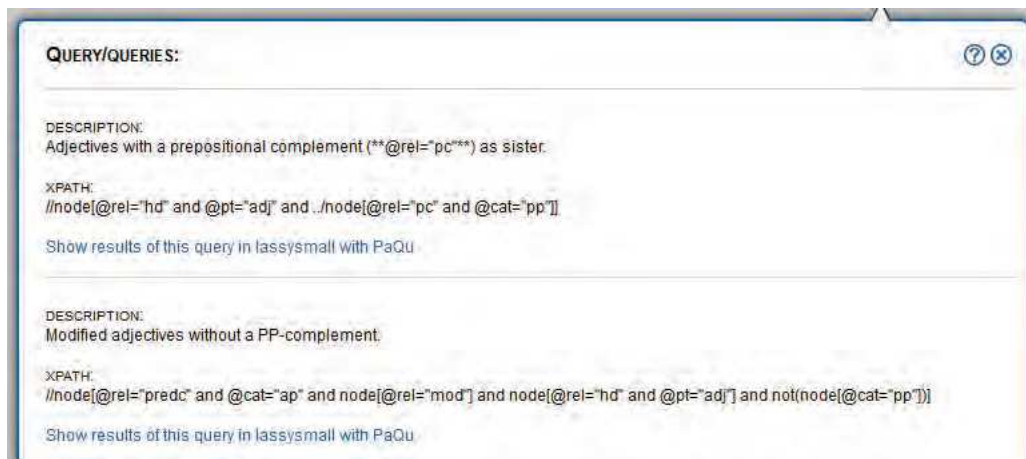 QUERY/QUERIES:
DESCRIPTION:
Adjectives with a prepositional complement (**@rel="pc"**) as sister.
XPATH:
//node[@rel="hd" and @pt="adj" and ../node[@rel="pc" and @cat="pp"]]
Show results of this query in lassysmall with PaQu
DESCRIPTION:
Modified adjectives without a PP-complement.
XPATH:
//node[@rel="predc" and @cat="ap" and node[@rel="mod"] and node[@rel="hd" and @pt="adj"] and not(node[@cat="pp"])]
Show results of this query in lassysmall with PaQu